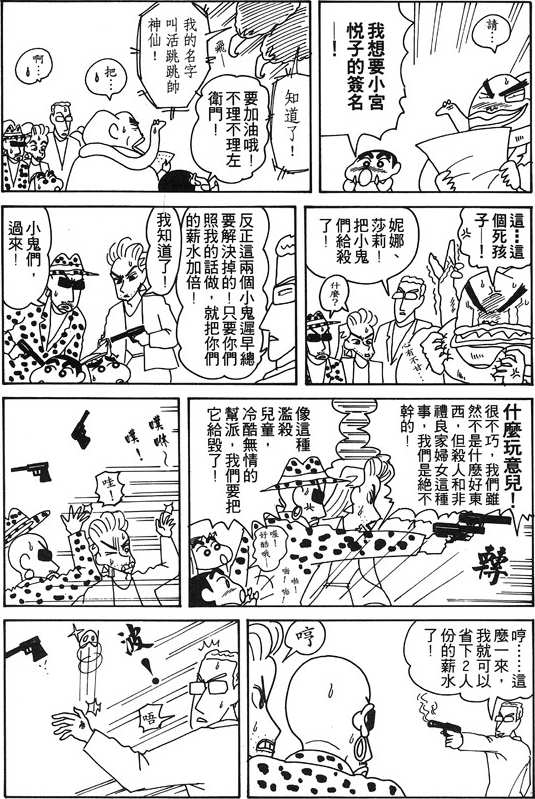 請…。
我想要小宮
悅子的簽名
知道了！
我的名字
叫活跳跳帥
神仙！
要加油哦！
不理不理左
衛門！
把…。
啊…。
這…這
個死孩
子！
妮娜、
莎莉！
把小鬼
們給殺
了！
什麼？
反正這兩個小鬼遲早總
要解決掉的！只要你們
照我的話做，就把你們
的薪水加倍！
我知道了！
小鬼們，
過來！
什麼玩意兒！
很不巧，我們雖
然不是什麼好東
西，但殺人和非
禮良家婦女這種
事，我們是絕不
幹的！
像這種
濫殺
兒童，
冷酷無情的
幫派，我們要把
它給毀了！
喔！
好酷哦！
啪！
啪！
啪！
噗咻～
噗！
哇！
哼……這
麼一來，
我就可以
省下２人
份的薪水
了！
哼
波！
唔